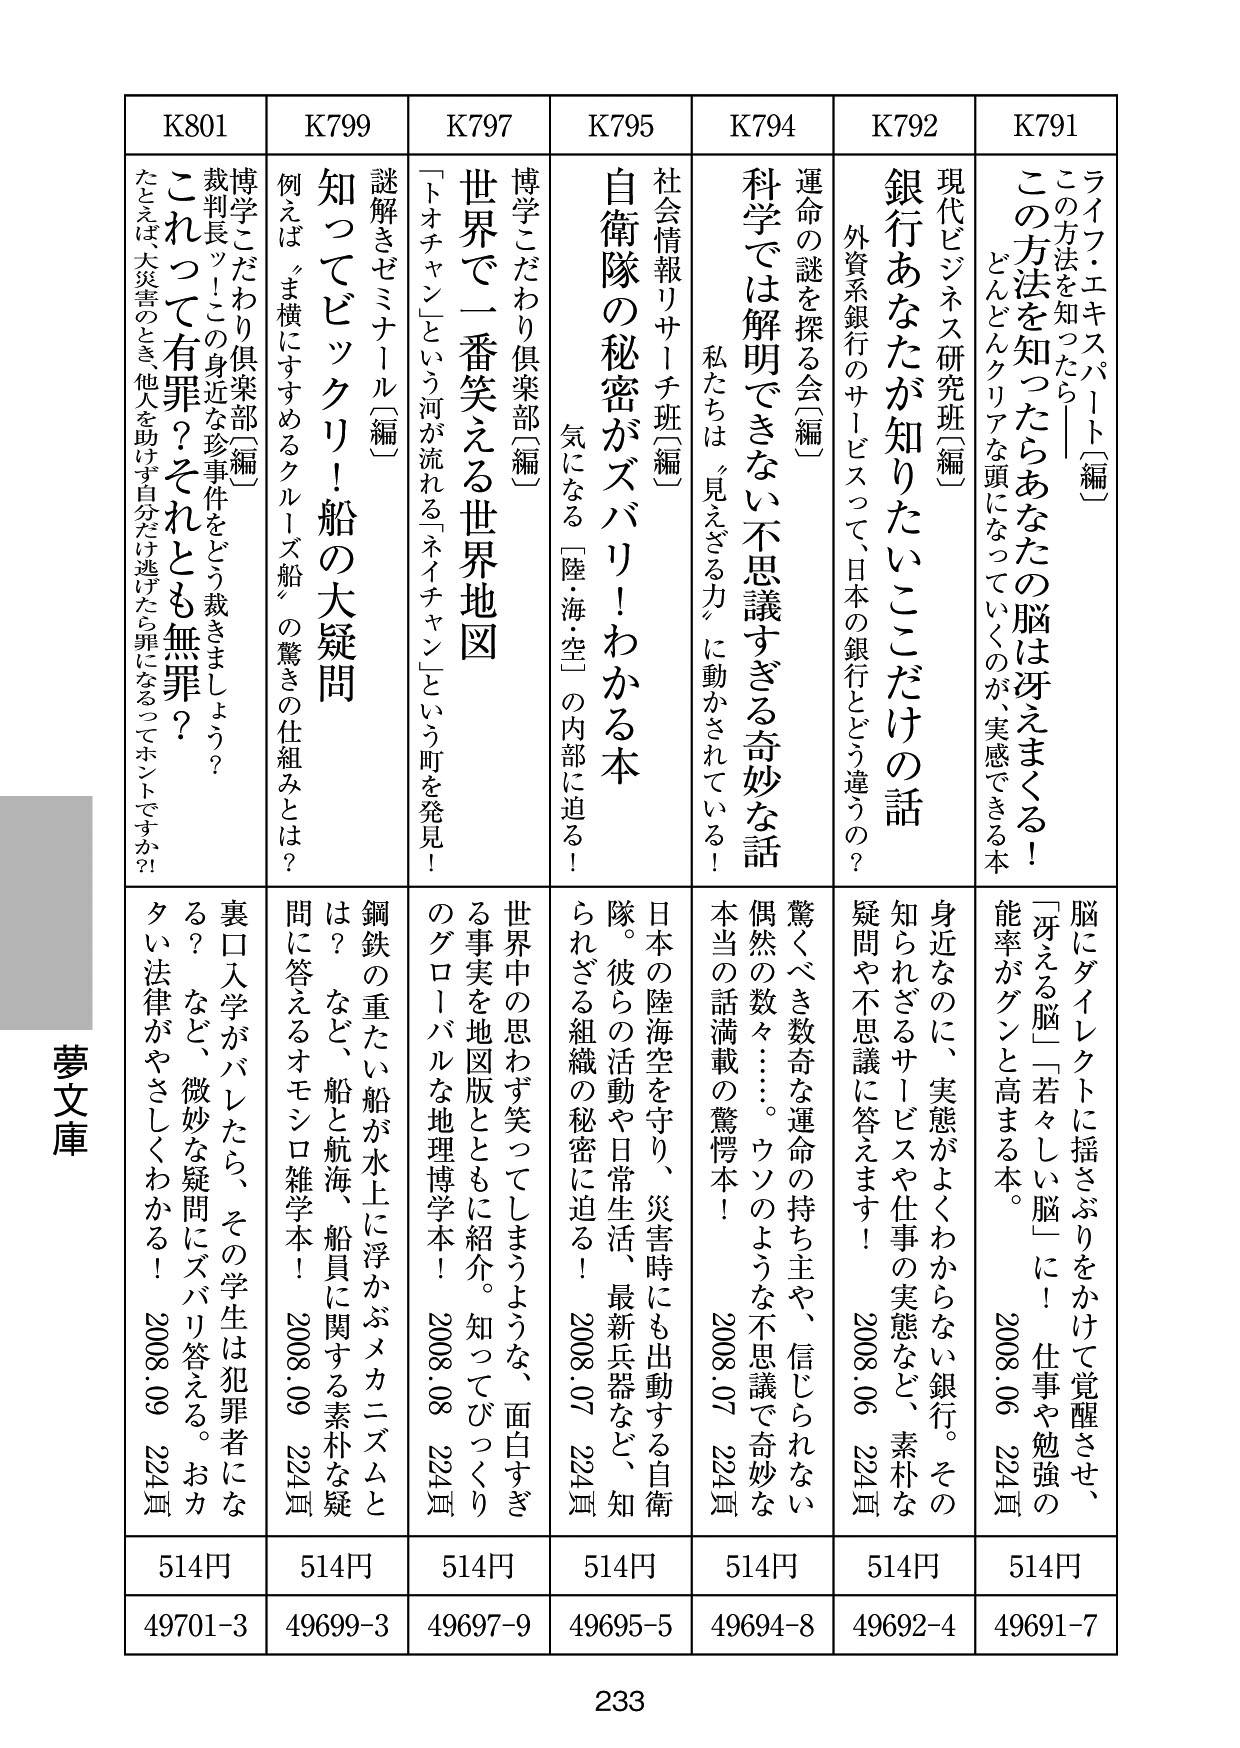 K791
ライフ・エキスパート［編］
この方法を知ったら――
この方法を知ったらあなたの脳は冴えまくる！
どんどんクリアな頭になっていくのが、実感できる本
脳にダイレクトに揺さぶりをかけて覚醒させ、
「冴える脳」「若々しい脳」に！　仕事や勉強の
能率がグンと高まる本。　2008.06　224頁
514円
49691-7
K792
現代ビジネス研究班［編］
銀行あなたが知りたいここだけの話
外資系銀行のサービスって、日本の銀行とどう違うの？
身近なのに、実態がよくわからない銀行。その
知られざるサービスや仕事の実態など、素朴な
疑問や不思議に答えます！　2008.06　224頁
514円
49692-4
K794
運命の謎を探る会［編］
科学では解明できない不思議すぎる奇妙な話
私たちは〝見えざる力〟に動かされている！
驚くべき数奇な運命の持ち主や、信じられない
偶然の数々……。ウソのような不思議で奇妙な
本当の話満載の驚愕本！　2008.07　224頁
514円
49694-8
K795
社会情報リサーチ班［編］
自衛隊の秘密がズバリ！わかる本
気になる［陸・海・空］の内部に迫る！
日本の陸海空を守り、災害時にも出動する自衛
隊。彼らの活動や日常生活、最新兵器など、知
られざる組織の秘密に迫る！　2008.07　224頁
514円
49695-5
K797
博学こだわり倶楽部［編］
世界で一番笑える世界地図
「トオチャン」という河が流れる「ネイチャン」という町を発見！
世界中の思わず笑ってしまうような、面白すぎ
る事実を地図版とともに紹介。知ってびっくり
のグローバルな地理博学本！　2008.08　224頁
514円
49697-9
K799
謎解きゼミナール［編］
知ってビックリ！船の大疑問
例えば〝ま横にすすめるクルーズ船〟の驚きの仕組みとは？
鋼鉄の重たい船が水上に浮かぶメカニズムと
は？　など、船と航海、船員に関する素朴な疑
問に答えるオモシロ雑学本！　2008.09　224頁
514円
49699-3
K801
博学こだわり倶楽部［編］
裁判長ッ！この身近な珍事件をどう裁きましょう？
これって有罪？それとも無罪？
たとえば、大災害のとき、他人を助けず自分だけ逃げたら罪になるってホントですか?!
裏口入学がバレたら、その学生は犯罪者にな
る？　など、微妙な疑問にズバリ答える。おカ
タい法律がやさしくわかる！　2008.09　224頁
514円
49701-3
夢文庫
233